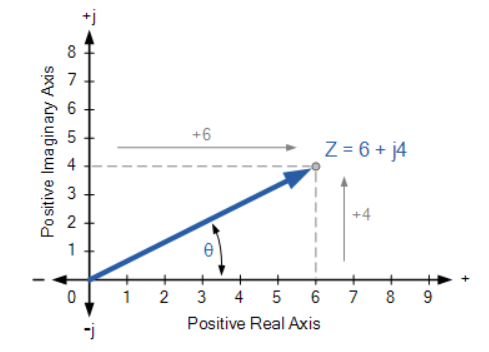 +j
8
7
6
5
4
3
2
1
Positive Imaginary Axis
+6
Z = 6 + j4
+4
θ
− +
0 1 2 3 4 5 6 7 8 9
-j
Positive Real Axis